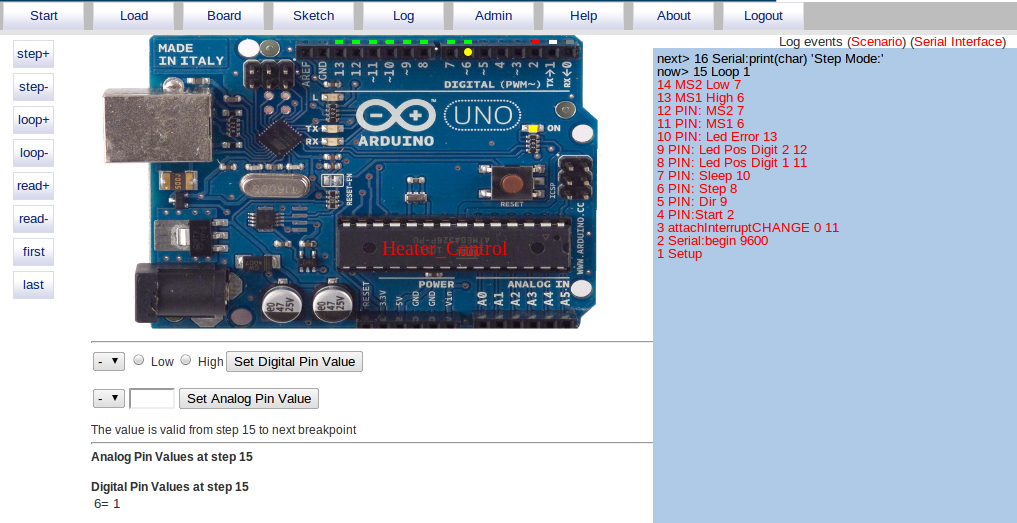 Start Load Board Sketch Log Admin Help About Logout
Log events (Scenario) (Serial Interface)
step+
step-
loop+
loop-
read+
read-
first
last
MADE
IN ITALY
AREF
GND
13
12
~11
~10
~9
8
7
~6
~5
4
~3
2
TX→1
RX←0
DIGITAL (PWM~)
L
TX
RX
ARDUINO
UNO
ON
RESET-EN
RESET
ICSP
WWW.ARDUINO.CC
Heater_Control
POWER
ANALOG IN
RESET
3.3V
5V
GND
GND
Vin
A0
A1
A2
A3
A4
A5
47
25V
47
25V
next> 16 Serial:print(char) 'Step Mode:'
now> 15 Loop 1
14 MS2 Low 7
13 MS1 High 6
12 PIN: MS2 7
11 PIN: MS1 6
10 PIN: Led Error 13
9 PIN: Led Pos Digit 2 12
8 PIN: Led Pos Digit 1 11
7 PIN: Sleep 10
6 PIN: Step 8
5 PIN: Dir 9
4 PIN:Start 2
3 attachInterruptCHANGE 0 11
2 Serial:begin 9600
1 Setup
- Low High Set Digital Pin Value
- Set Analog Pin Value
The value is valid from step 15 to next breakpoint
Analog Pin Values at step 15
Digital Pin Values at step 15
6= 1